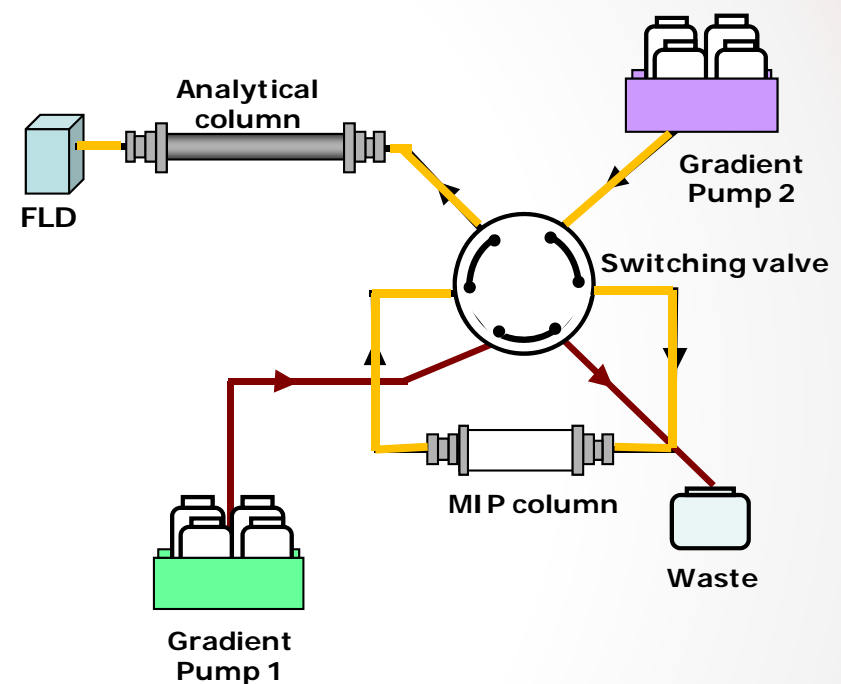 Analytical
column
FLD
Gradient
Pump 2
Switching valve
MIP column
Waste
Gradient
Pump 1